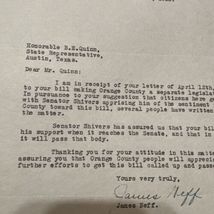 Honorable B.E.Quinn,
State Representative,
Austin, Texas.
Dear Mr. Quinn:
I am in receipt of your letter of April 12th,
to your bill making Orange County a separate legisla
In pursuance to your suggestion that citizens here ge
with Senator Shivers apprising him of the sentiment
County toward this bill, several people have written
the matter.
Senator Shivers has assured us that your bil
his support when it reaches the Senate, and that in
it will pass that body.
Thanking you for your attitude in this matter
assuring you that Orange County people will apprecia
further efforts to get this bill called up and passe
Yours very truly,
James Neff
James Neff.